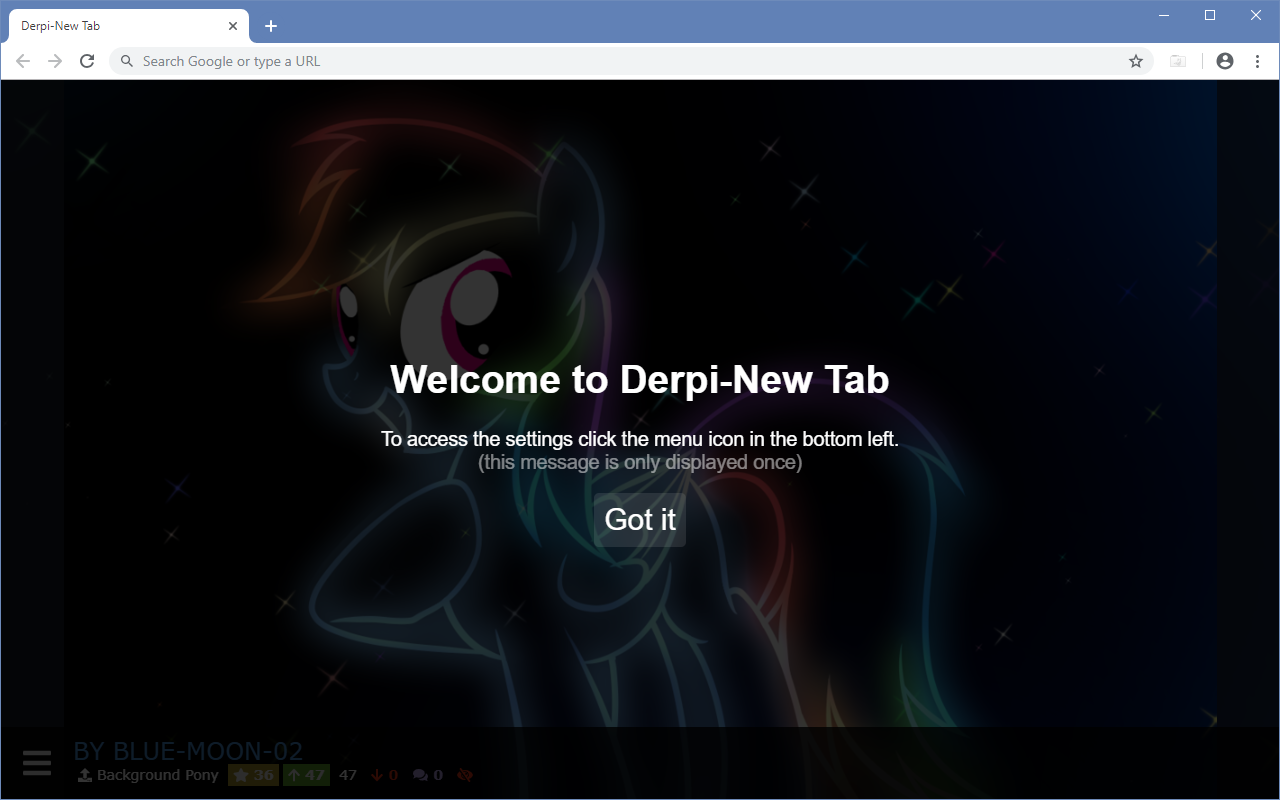 Derpi-New Tab
Search Google or type a URL
Welcome to Derpi-New Tab
To access the settings click the menu icon in the bottom left.
(this message is only displayed once)
Got it
BY BLUE-MOON-02
Background Pony 36 47 47 0 0